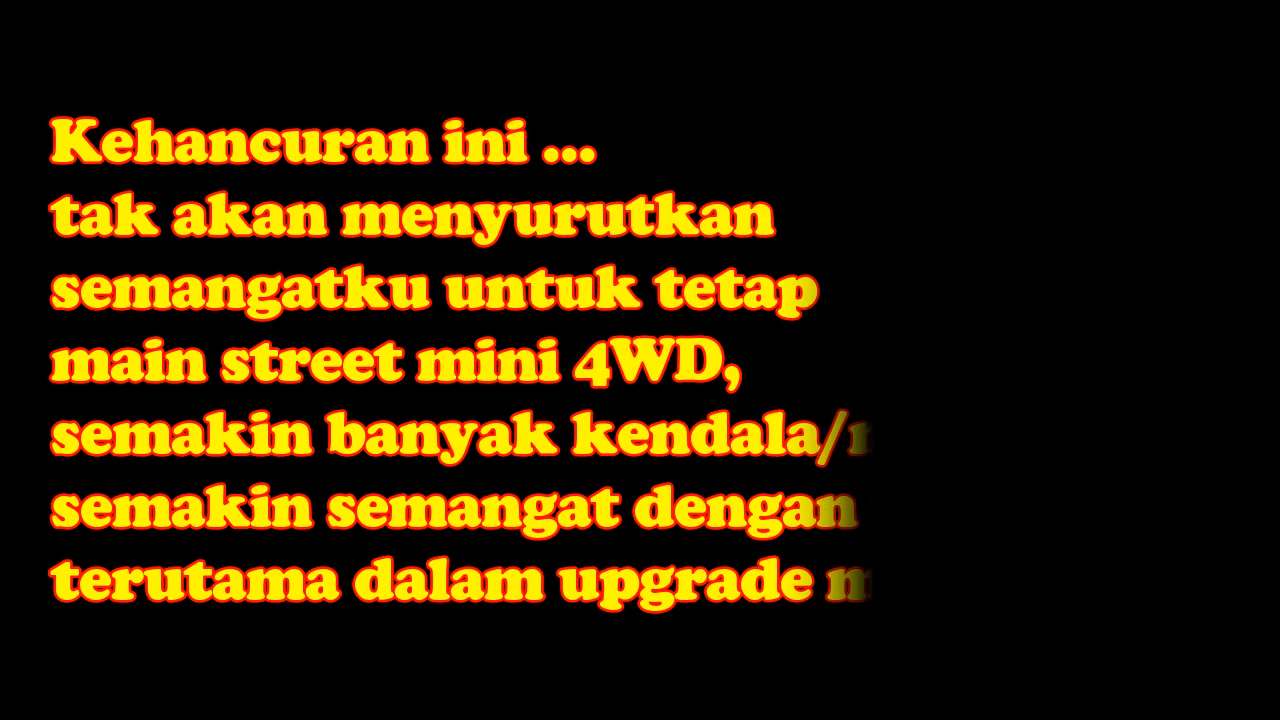 Kehancuran ini ...
tak akan menyurutkan
semangatku untuk tetap
main street mini 4WD,
semakin banyak kendala/
semakin semangat dengan
terutama dalam upgrade